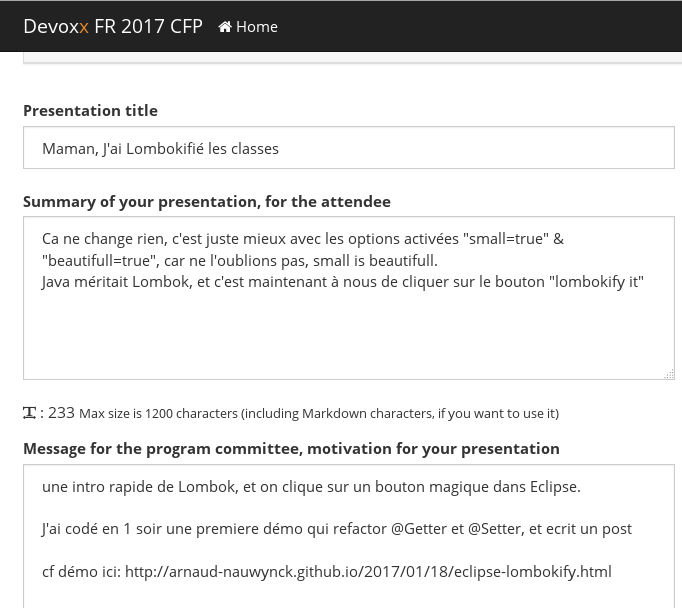 Devoxx FR 2017 CFP Home
Presentation title
Maman, J'ai Lombokifié les classes
Summary of your presentation, for the attendee
Ca ne change rien, c'est juste mieux avec les options activées "small=true" &
"beautifull=true", car ne l'oublions pas, small is beautifull.
Java méritait Lombok, et c'est maintenant à nous de cliquer sur le bouton "lombokify it"
: 233 Max size is 1200 characters (including Markdown characters, if you want to use it)
Message for the program committee, motivation for your presentation
une intro rapide de Lombok, et on clique sur un bouton magique dans Eclipse.
J'ai codé en 1 soir une premiere démo qui refactor @Getter et @Setter, et ecrit un post
cf démo ici: http://arnaud-nauwynck.github.io/2017/01/18/eclipse-lombokify.html